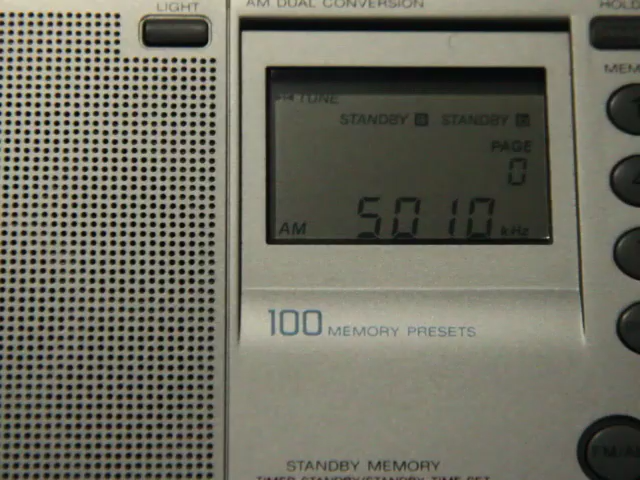 LIGHT
AM DUAL CONVERSION
TUNE
STANDBY a STANDBY b
PAGE
0
AM 5010 kHz
100 MEMORY PRESETS
STANDBY MEMORY